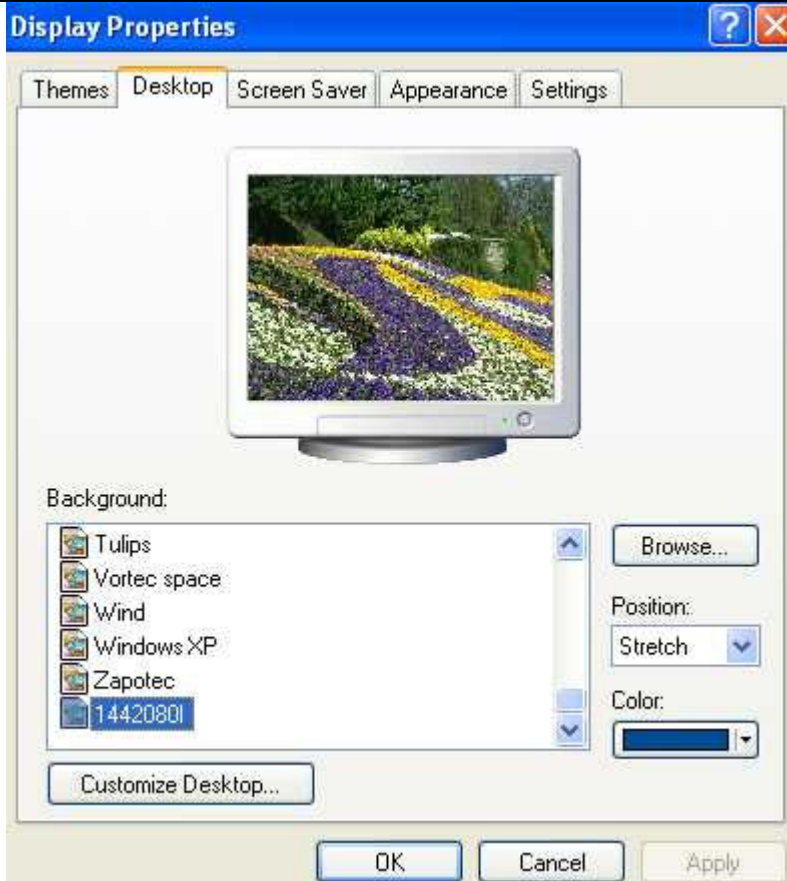 Display Properties
Themes Desktop Screen Saver Appearance Settings
Background:
Tulips
Vortec space
Wind
Windows XP
Zapotec
1442080l
Browse...
Position:
Stretch
Color:
Customize Desktop...
OK Cancel Apply